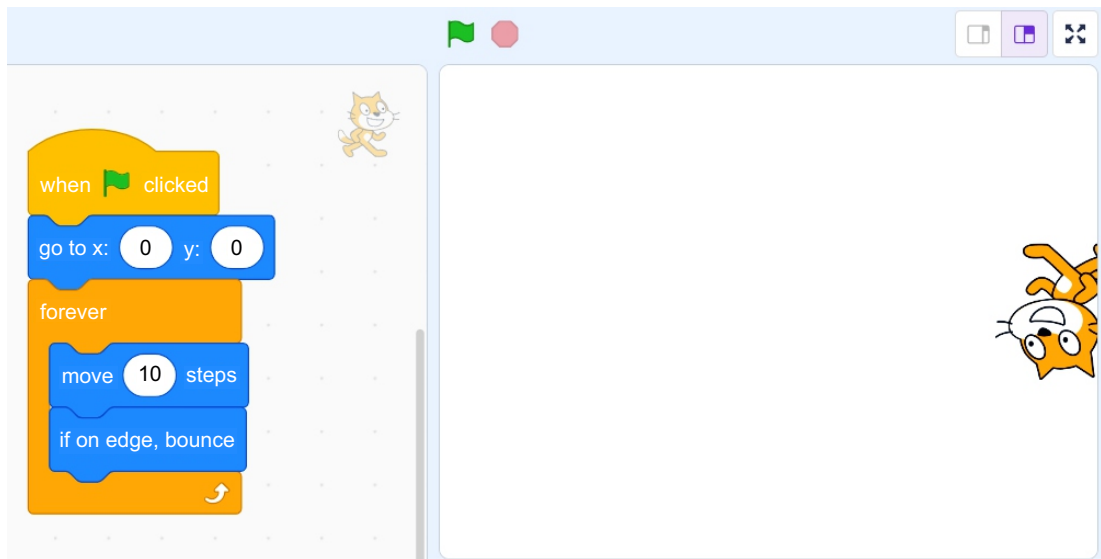 when clicked
go to x: 0 y: 0
forever
move 10 steps
if on edge, bounce